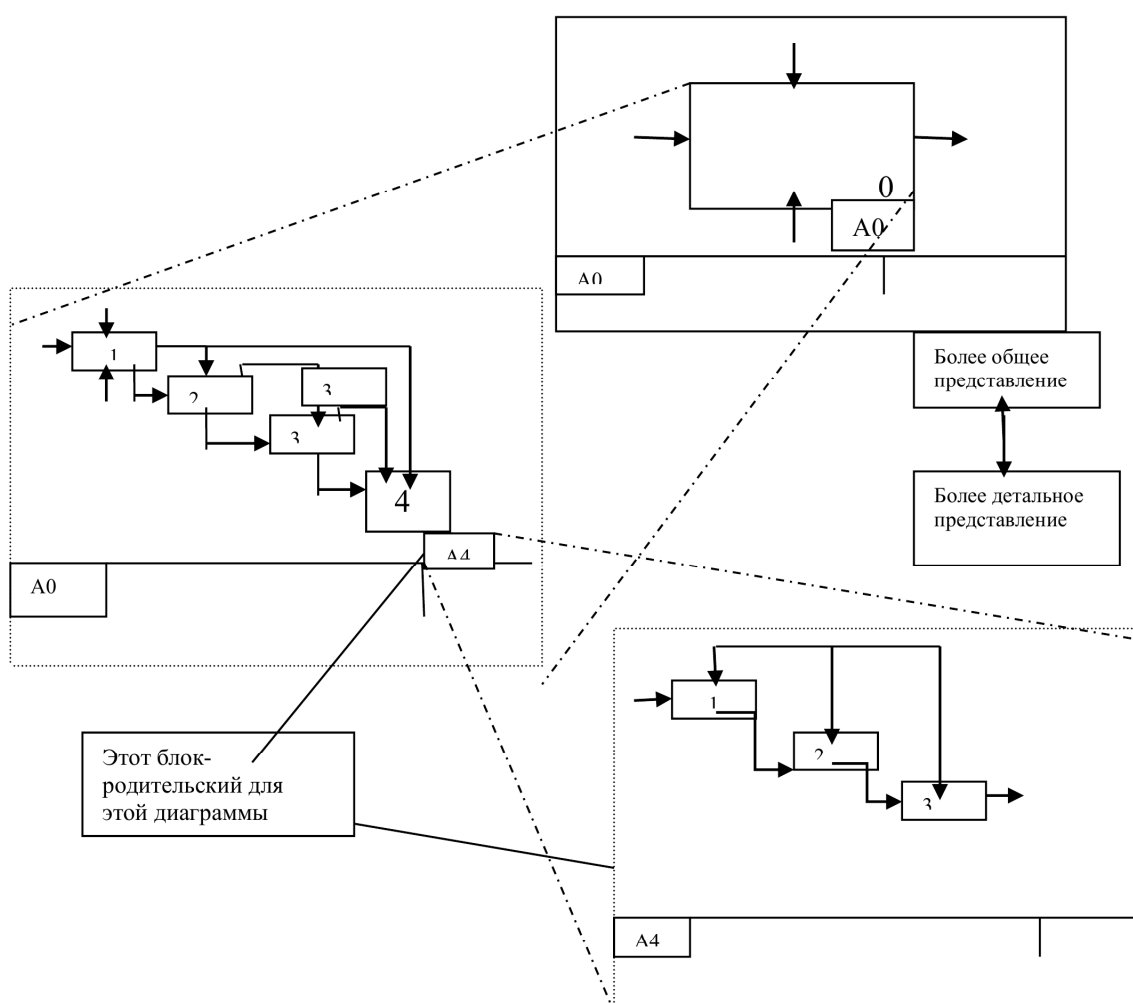 0
A0
A0
Более общее
представление
Более детальное
представление
1
2
3
3
4
A4
A0
Этот блок-
родительский для
этой диаграммы
1
2
3
A4